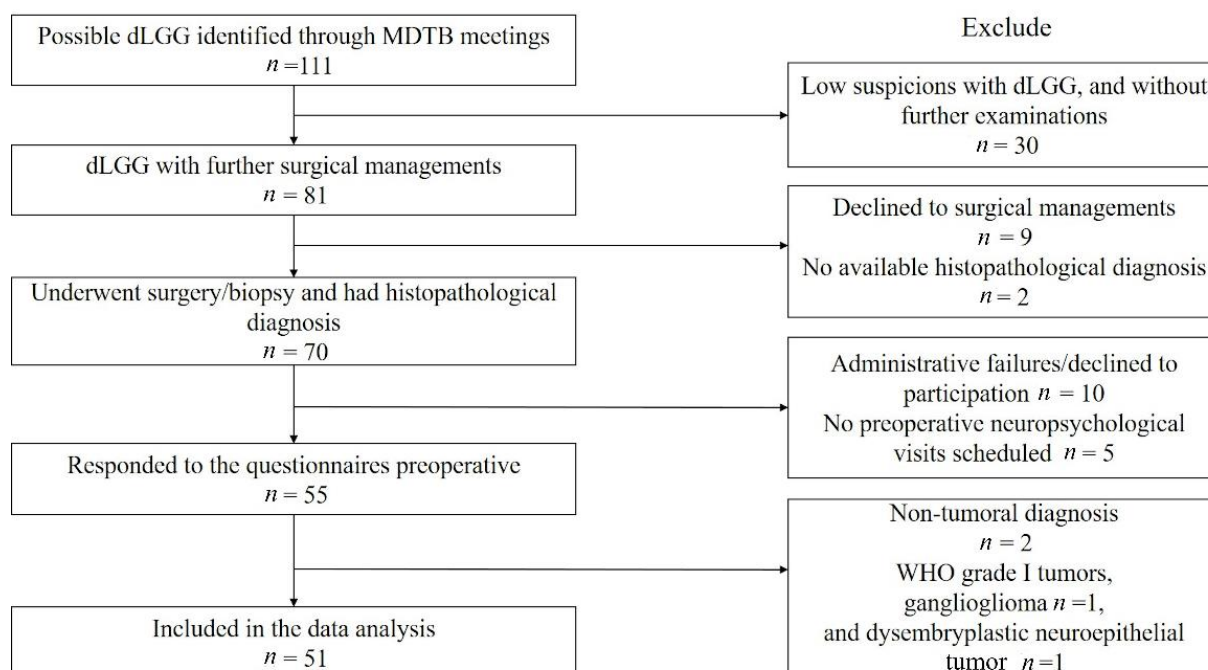 Possible dLGG identified through MDTB meetings
n =111
Exclude
Low suspicions with dLGG, and without
further examinations
n = 30
dLGG with further surgical managements
n = 81
Declined to surgical managements
n = 9
No available histopathological diagnosis
n = 2
Underwent surgery/biopsy and had histopathological
diagnosis
n = 70
Administrative failures/declined to
participation n = 10
No preoperative neuropsychological
visits scheduled n = 5
Responded to the questionnaires preoperative
n = 55
Non-tumoral diagnosis
n = 2
WHO grade I tumors,
ganglioglioma n =1,
and dysembryplastic neuroepithelial
tumor n =1
Included in the data analysis
n = 51